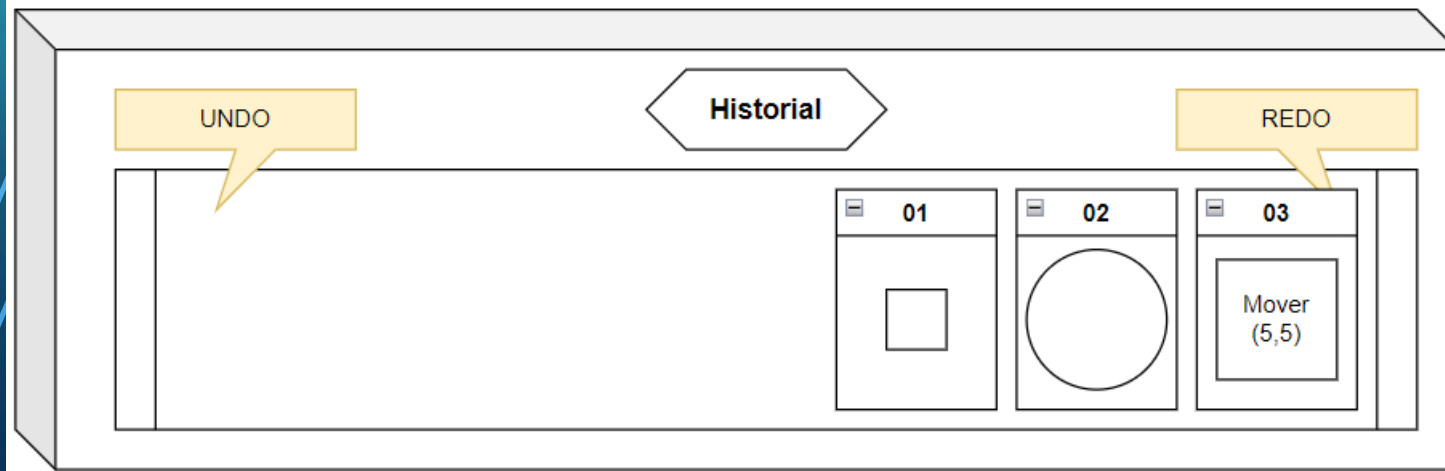 Historial
UNDO
REDO
01
02
03
Mover
(5,5)